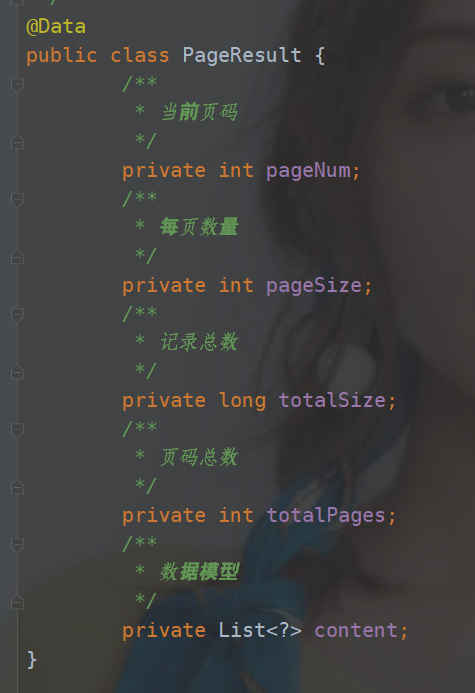 */
@Data
public class PageResult {
/**
* 当前页码
*/
private int pageNum;
/**
* 每页数量
*/
private int pageSize;
/**
* 记录总数
*/
private long totalSize;
/**
* 页码总数
*/
private int totalPages;
/**
* 数据模型
*/
private List<?> content;
}